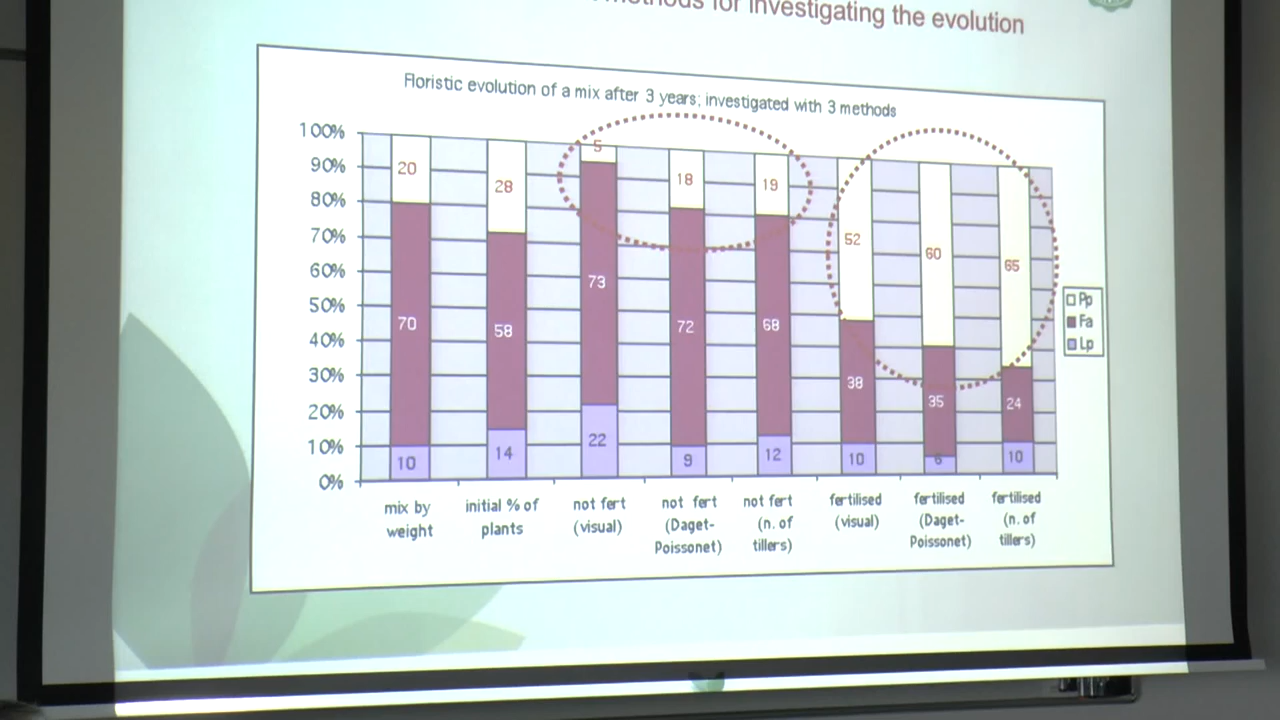 for investigating the evolution
Floristic evolution of a mix after 3 years; investigated with 3 methods
100%
90%
80%
70%
60%
50%
40%
30%
20%
10%
0%
20
70
10
28
58
14
5
73
22
18
72
9
19
68
12
52
38
10
60
35
6
65
24
10
Pp
Fa
Lp
mix by
weight
initial % of
plants
not fert
(visual)
not fert
(Daget-
Poissonet)
not fert
(n. of
tillers)
fertilised
(visual)
fertilised
(Daget-
Poissonet)
fertilised
(n. of
tillers)